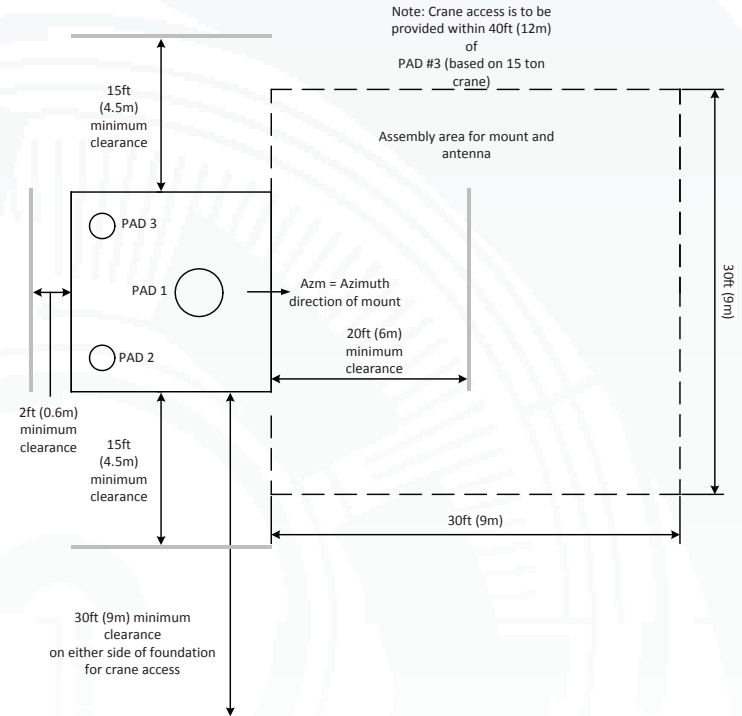 Note: Crane access is to be
provided within 40ft (12m)
of
PAD #3 (based on 15 ton
crane)
15ft
(4.5m)
minimum
clearance
Assembly area for mount and
antenna
PAD 3
PAD 1
Azm = Azimuth
direction of mount
30ft (9m)
20ft (6m)
minimum
clearance
PAD 2
2ft (0.6m)
minimum
clearance
15ft
(4.5m)
minimum
clearance
30ft (9m)
30ft (9m) minimum
clearance
on either side of foundation
for crane access